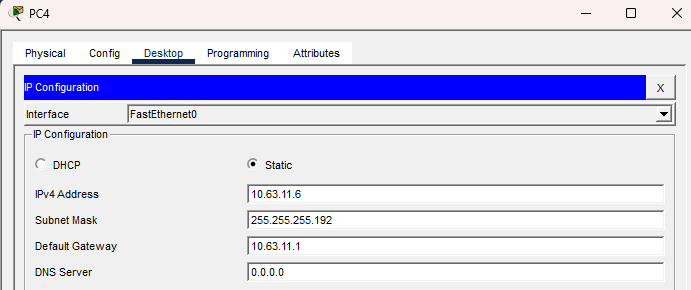 PC4
Physical Config Desktop Programming Attributes
IP Configuration X
Interface FastEthernet0
IP Configuration
DHCP Static
IPv4 Address 10.63.11.6
Subnet Mask 255.255.255.192
Default Gateway 10.63.11.1
DNS Server 0.0.0.0